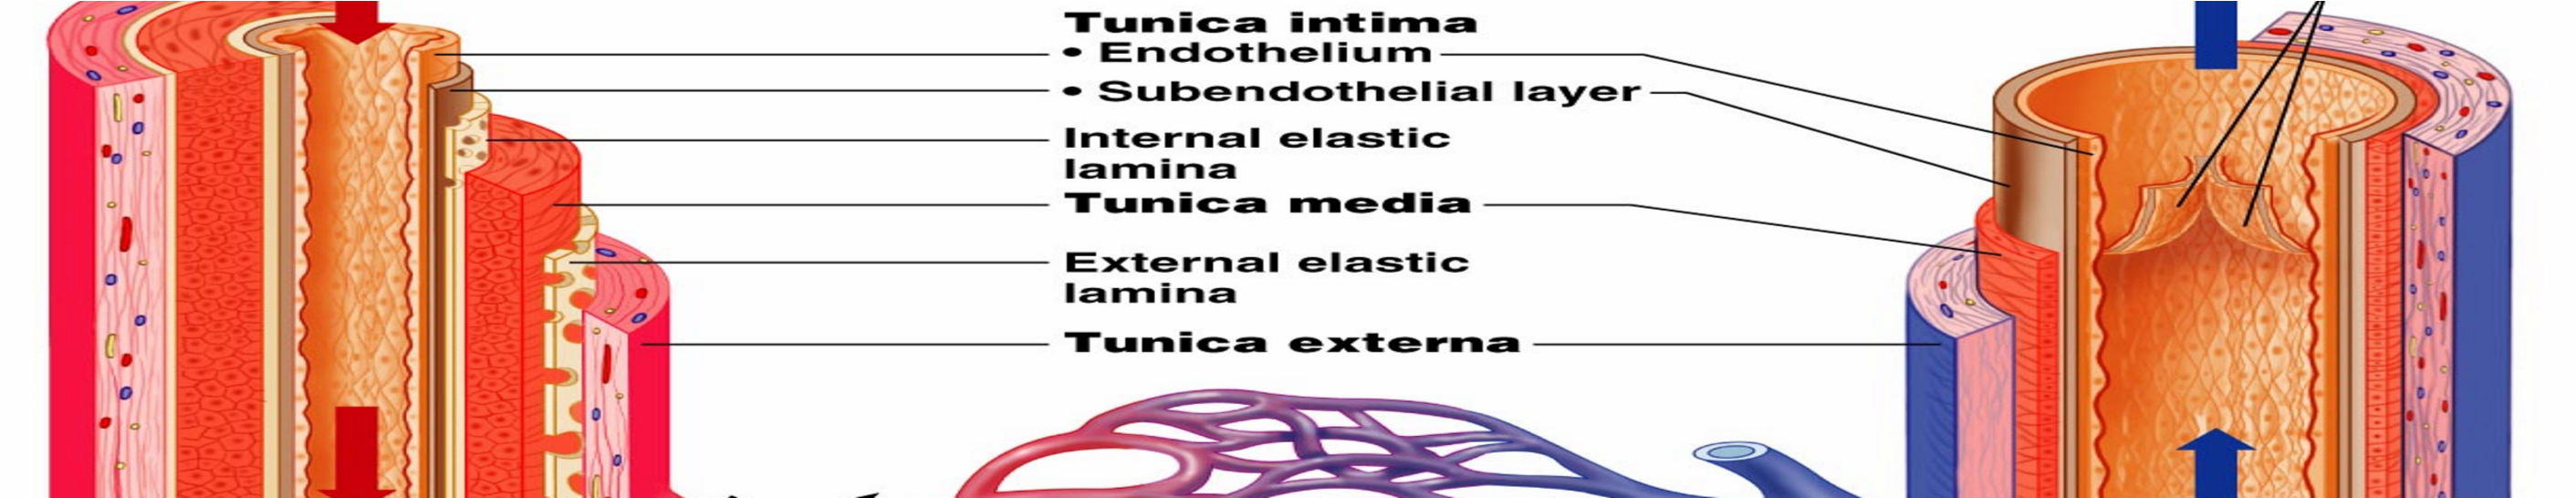 Tunica intima
• Endothelium
• Subendothelial layer
Internal elastic
lamina
Tunica media
External elastic
lamina
Tunica externa